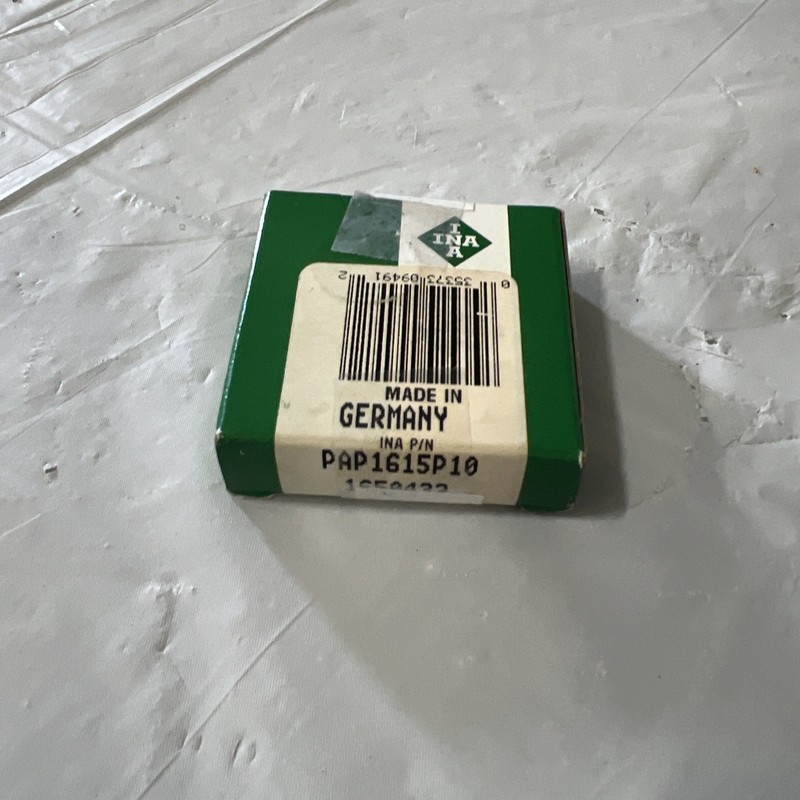 I
INA
A
0 35373 09491 2
MADE IN
GERMANY
INA P/N
PAP1615P10